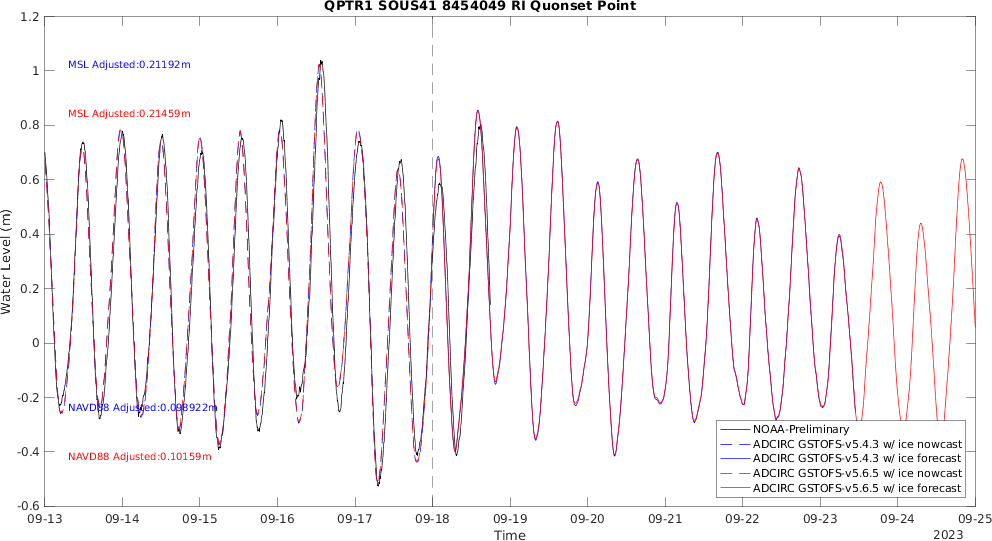 QPTR1 SOUS41 8454049 RI Quonset Point
1.2
1
0.8
0.6
0.4
0.2
0
-0.2
-0.4
-0.6
Water Level (m)
MSL Adjusted:0.21192m
MSL Adjusted:0.21459m
NAVD88 Adjusted:0.098922m
NAVD88 Adjusted:0.10159m
NOAA-Preliminary
ADCIRC GSTOFS-v5.4.3 w/ ice nowcast
ADCIRC GSTOFS-v5.4.3 w/ ice forecast
ADCIRC GSTOFS-v5.6.5 w/ ice nowcast
ADCIRC GSTOFS-v5.6.5 w/ ice forecast
09-13 09-14 09-15 09-16 09-17 09-18 09-19 09-20 09-21 09-22 09-23 09-24 09-25
Time
2023